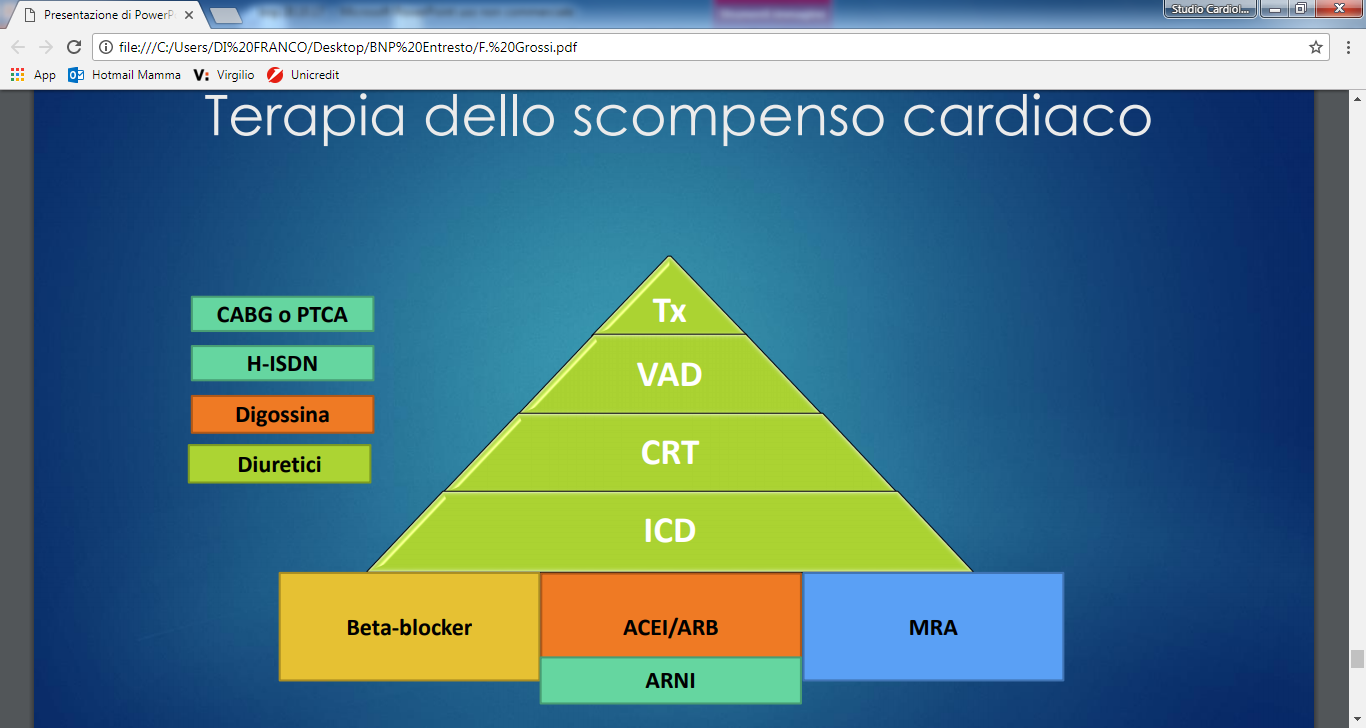 Studio Cardiol...
Presentazione di PowerP
file:///C:/Users/DI%20FRANCO/Desktop/BNP%20Entresto/F.%20Grossi.pdf
App Hotmail Mamma V: Virgilio Unicredit
Terapia dello scompenso cardiaco
CABG o PTCA
H-ISDN
Digossina
Diuretici
Tx
VAD
CRT
ICD
Beta-blocker
ACEI/ARB
MRA
ARNI